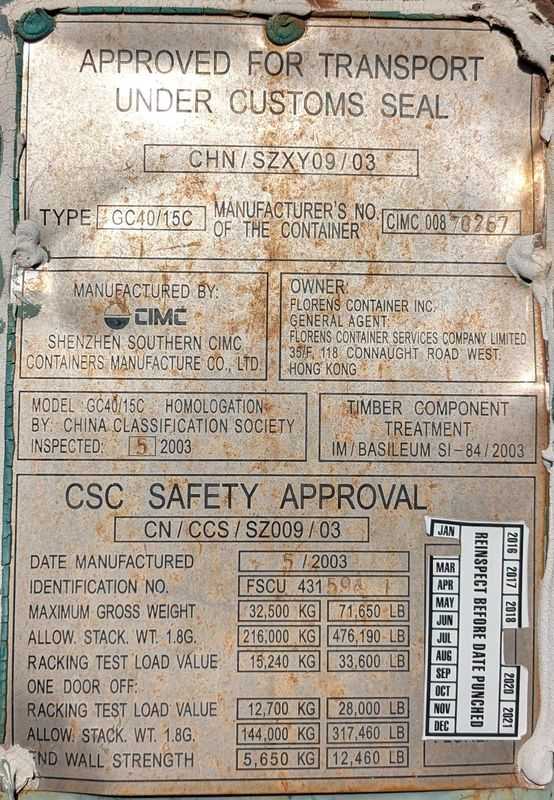 APPROVED FOR TRANSPORT
UNDER CUSTOMS SEAL
CHN/SZXY09/03
TYPE GC40/15C MANUFACTURER'S NO. OF THE CONTAINER CIMC 008 70267
MANUFACTURED BY:
CIMC
SHENZHEN SOUTHERN CIMC
CONTAINERS MANUFACTURE CO., LTD
OWNER:
FLORENS CONTAINER INC.
GENERAL AGENT:
FLORENS CONTAINER SERVICES COMPANY LIMITED
35/F, 118 CONNAUGHT ROAD WEST.
HONG KONG
MODEL :GC40/15C HOMOLOGATION
BY: CHINA CLASSIFICATION SOCIETY
INSPECTED: 5 2003
TIMBER COMPONENT
TREATMENT
IM/BASILEUM SI-84/2003
CSC SAFETY APPROVAL
CN/CCS/SZ009/03
DATE MANUFACTURED 5/2003
IDENTIFICATION NO. FSCU 431
MAXIMUM GROSS WEIGHT 32,500 KG 71,650 LB
ALLOW. STACK. WT. 1.8G. 216,000 KG 476,190 LB
RACKING TEST LOAD VALUE 15,240 KG 33,600 LB
ONE DOOR OFF:
RACKING TEST LOAD VALUE 12,700 KG 28,000 LB
ALLOW. STACK. WT. 1.8G. 144,000 KG 317,460 LB
END WALL STRENGTH 5,650 KG 12,460 LB
JAN
MAR
APR
MAY
JUN
JUL
AUG
SEP
OCT
NOV
DEC
REINSPECT BEFORE DATE PUNCHED
2016 2017 2018 2020 2021